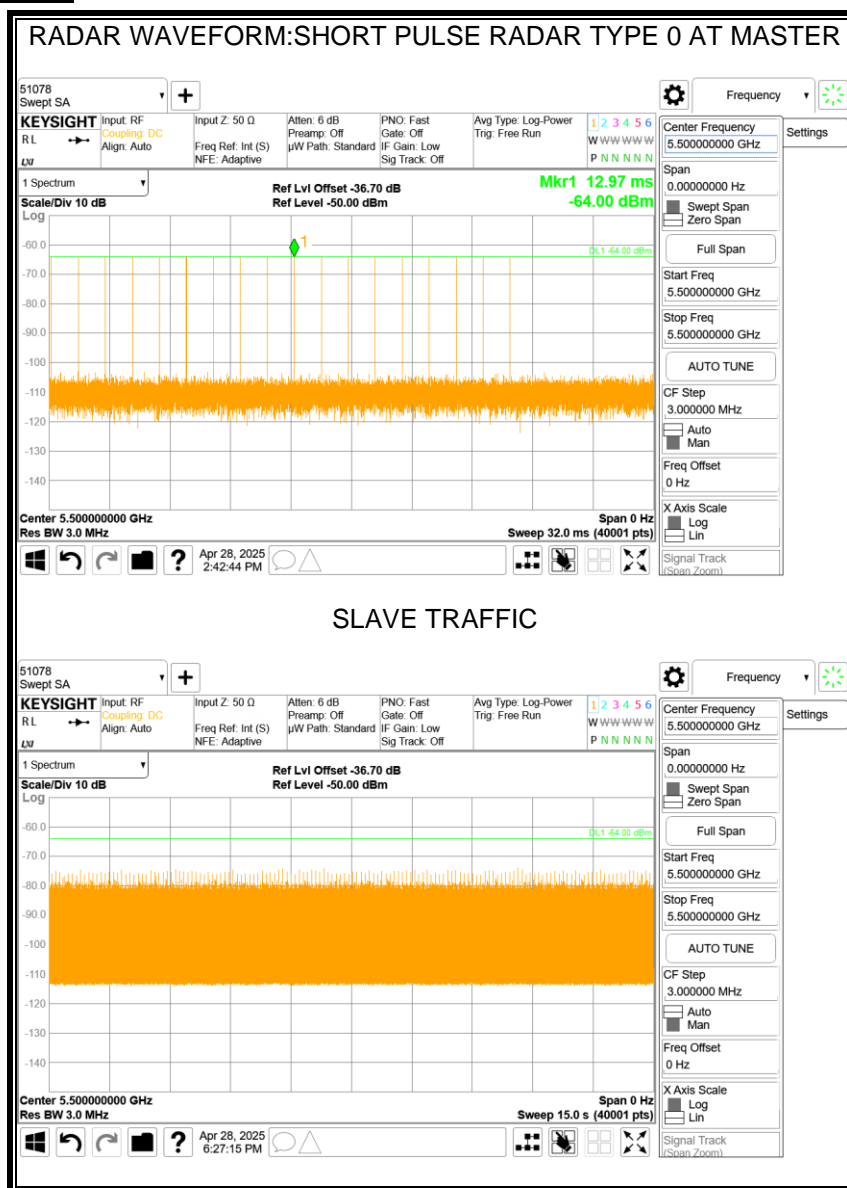 RADAR WAVEFORM:SHORT PULSE RADAR TYPE 0 AT MASTER
51078
Swept SA
+
Frequency
KEYSIGHT
RL
LXI
Input: RF
Coupling: DC
Align: Auto
Input Z: 50 Ω
Freq Ref: Int (S)
NFE: Adaptive
Atten: 6 dB
Preamp: Off
µW Path: Standard
PNO: Fast
Gate: Off
IF Gain: Low
Sig Track: Off
Avg Type: Log-Power
Trig: Free Run
1 2 3 4 5 6
W W W W W W
P N N N N N
Center Frequency
5.500000000 GHz
Settings
Span
0.00000000 Hz
Swept Span
Zero Span
Full Span
Start Freq
5.500000000 GHz
Stop Freq
5.500000000 GHz
AUTO TUNE
CF Step
3.000000 MHz
Auto
Man
Freq Offset
0 Hz
X Axis Scale
Log
Lin
Signal Track
(Span Zoom)
1 Spectrum
Scale/Div 10 dB
Log
Ref Lvl Offset -36.70 dB
Ref Level -50.00 dBm
Mkr1 12.97 ms
-64.00 dBm
1
DL1 -64.00 dBm
-60.0
-70.0
-80.0
-90.0
-100
-110
-120
-130
-140
Center 5.500000000 GHz
Span 0 Hz
Res BW 3.0 MHz
Sweep 32.0 ms (40001 pts)
?
Apr 28, 2025
2:42:44 PM
SLAVE TRAFFIC
51078
Swept SA
+
Frequency
KEYSIGHT
RL
LXI
Input: RF
Coupling: DC
Align: Auto
Input Z: 50 Ω
Freq Ref: Int (S)
NFE: Adaptive
Atten: 6 dB
Preamp: Off
µW Path: Standard
PNO: Fast
Gate: Off
IF Gain: Low
Sig Track: Off
Avg Type: Log-Power
Trig: Free Run
1 2 3 4 5 6
W W W W W W
P N N N N N
Center Frequency
5.500000000 GHz
Settings
Span
0.00000000 Hz
Swept Span
Zero Span
Full Span
Start Freq
5.500000000 GHz
Stop Freq
5.500000000 GHz
AUTO TUNE
CF Step
3.000000 MHz
Auto
Man
Freq Offset
0 Hz
X Axis Scale
Log
Lin
Signal Track
(Span Zoom)
1 Spectrum
Scale/Div 10 dB
Log
Ref Lvl Offset -36.70 dB
Ref Level -50.00 dBm
DL1 -64.00 dBm
-60.0
-70.0
-80.0
-90.0
-100
-110
-120
-130
-140
Center 5.500000000 GHz
Span 0 Hz
Res BW 3.0 MHz
Sweep 15.0 s (40001 pts)
?
Apr 28, 2025
6:27:15 PM